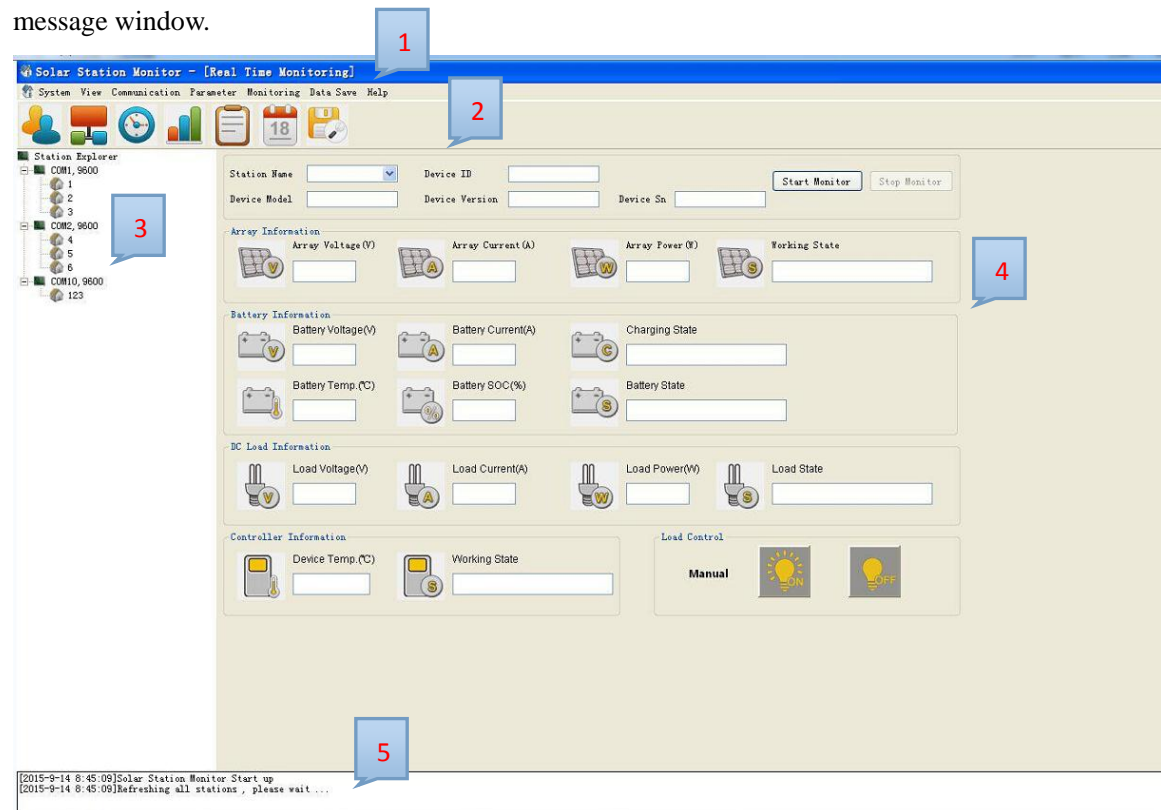 message window.
1
Solar Station Monitor - [Real Time Monitoring]
System View Communication Parameter Monitoring Data Save Help
2
18
Station Explorer
COM1, 9600
1
2
3
COM2, 9600
4
5
6
COM10, 9600
123
3
Station Name Device ID Start Monitor Stop Monitor
Device Model Device Version Device Sn
Array Information
Array Voltage(V) Array Current(A) Array Power(W) Working State
V A W S
4
Battery Information
Battery Voltage(V) Battery Current(A) Charging State
V A C
Battery Temp.(℃) Battery SOC(%) Battery State
% S
DC Load Information
Load Voltage(V) Load Current(A) Load Power(W) Load State
V A W S
Controller Information Load Control
Device Temp.(℃) Working State
S
Manual ON OFF
5
[2015-9-14 8:45:09]Solar Station Monitor Start up
[2015-9-14 8:45:09]Refreshing all stations , please wait ...